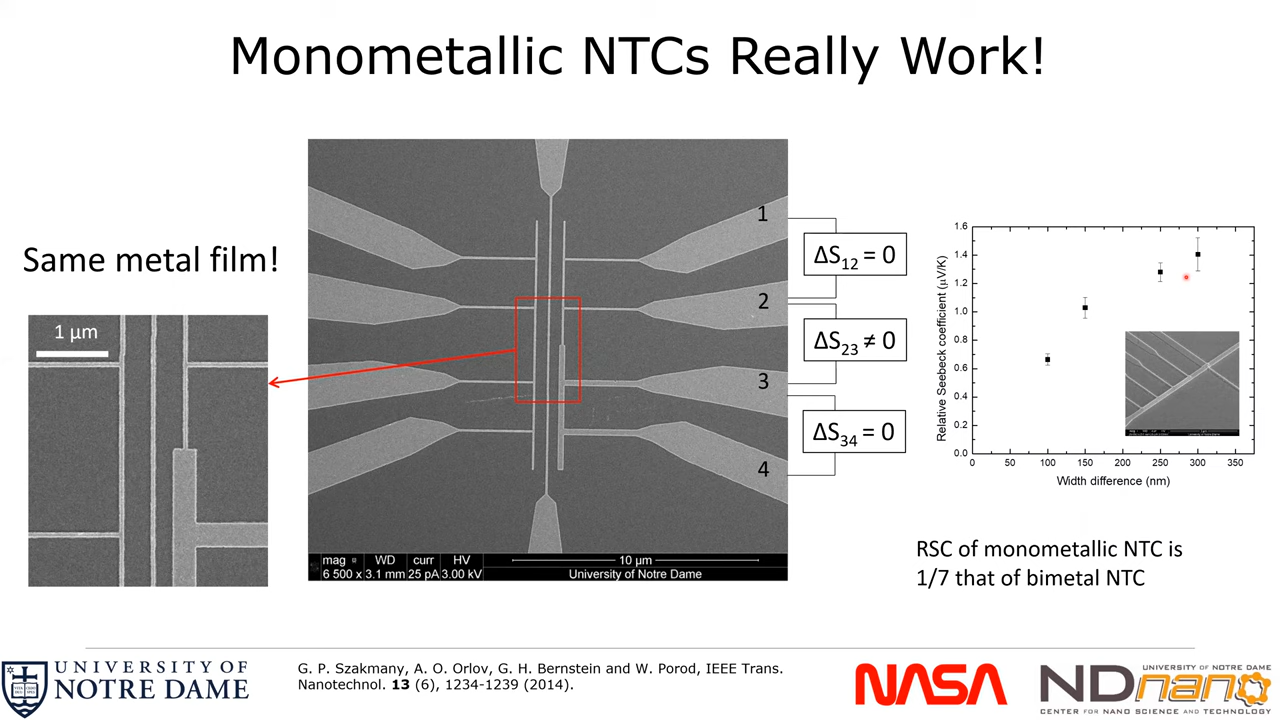 Monometallic NTCs Really Work!
Same metal film!
1 µm
1
2
3
4
ΔS12 = 0
ΔS23 ≠ 0
ΔS34 = 0
mag WD curr HV
6 500 x 3.1 mm 25 pA 3.00 kV
10 µm
University of Notre Dame
Relative Seebeck coefficient (µV/K)
1.6
1.4
1.2
1.0
0.8
0.6
0.4
0.2
0.0
0 50 100 150 200 250 300 350
Width difference (nm)
RSC of monometallic NTC is
1/7 that of bimetal NTC
UNIVERSITY OF
NOTRE DAME
G. P. Szakmany, A. O. Orlov, G. H. Bernstein and W. Porod, IEEE Trans.
Nanotechnol. 13 (6), 1234-1239 (2014).
NASA
UNIVERSITY OF NOTRE DAME
NDnano
CENTER FOR NANO SCIENCE AND TECHNOLOGY